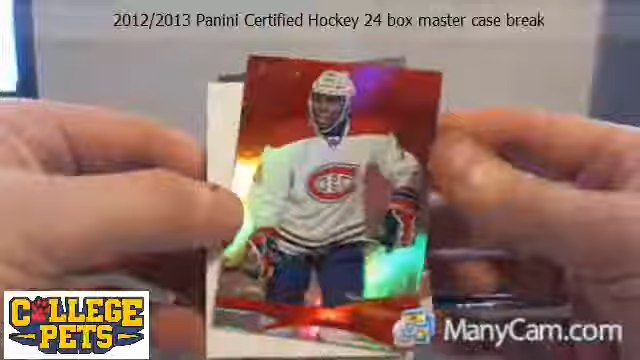 2012/2013 Panini Certified Hockey 24 box master case break
COLLEGE
PETS
ManyCam.com